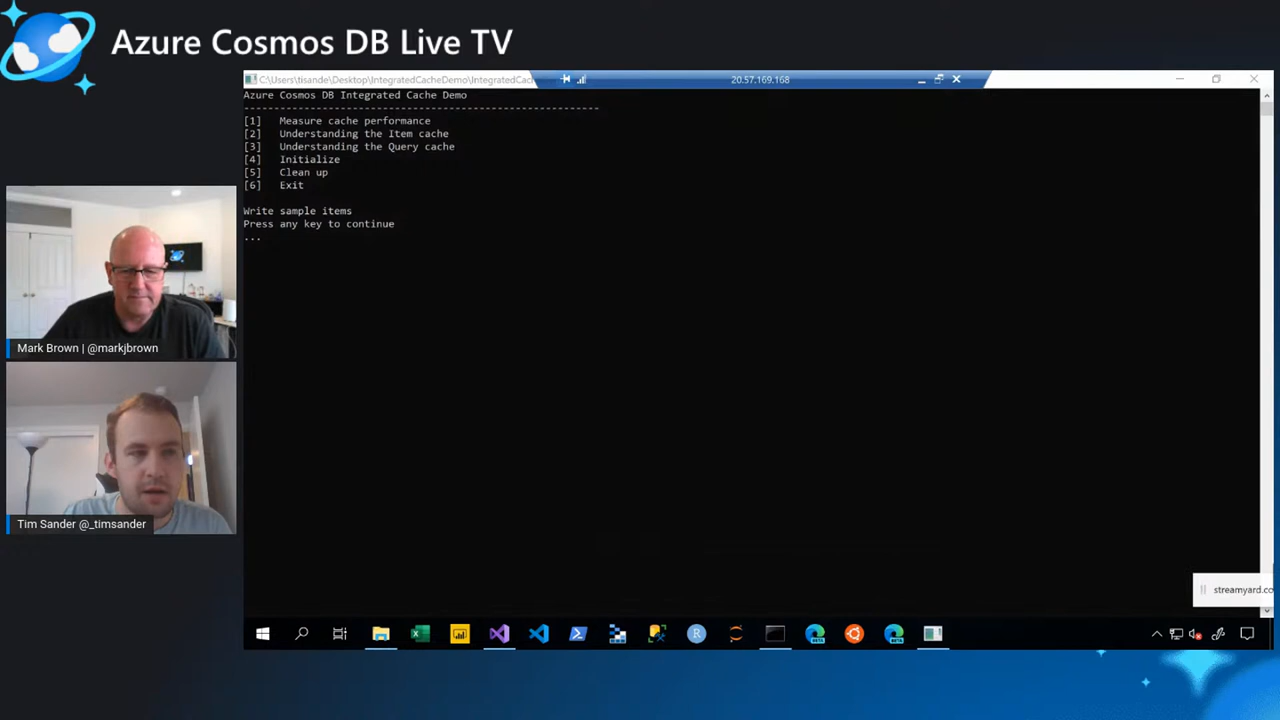 Azure Cosmos DB Live TV
C:\Users\tisande\Desktop\IntegratedCacheDemo\IntegratedCac
20.57.169.168
Azure Cosmos DB Integrated Cache Demo
------------------------------------------------------------
[1] Measure cache performance
[2] Understanding the Item cache
[3] Understanding the Query cache
[4] Initialize
[5] Clean up
[6] Exit
Write sample items
Press any key to continue
...
Mark Brown | @markjbrown
Tim Sander @_timsander
streamyard.co